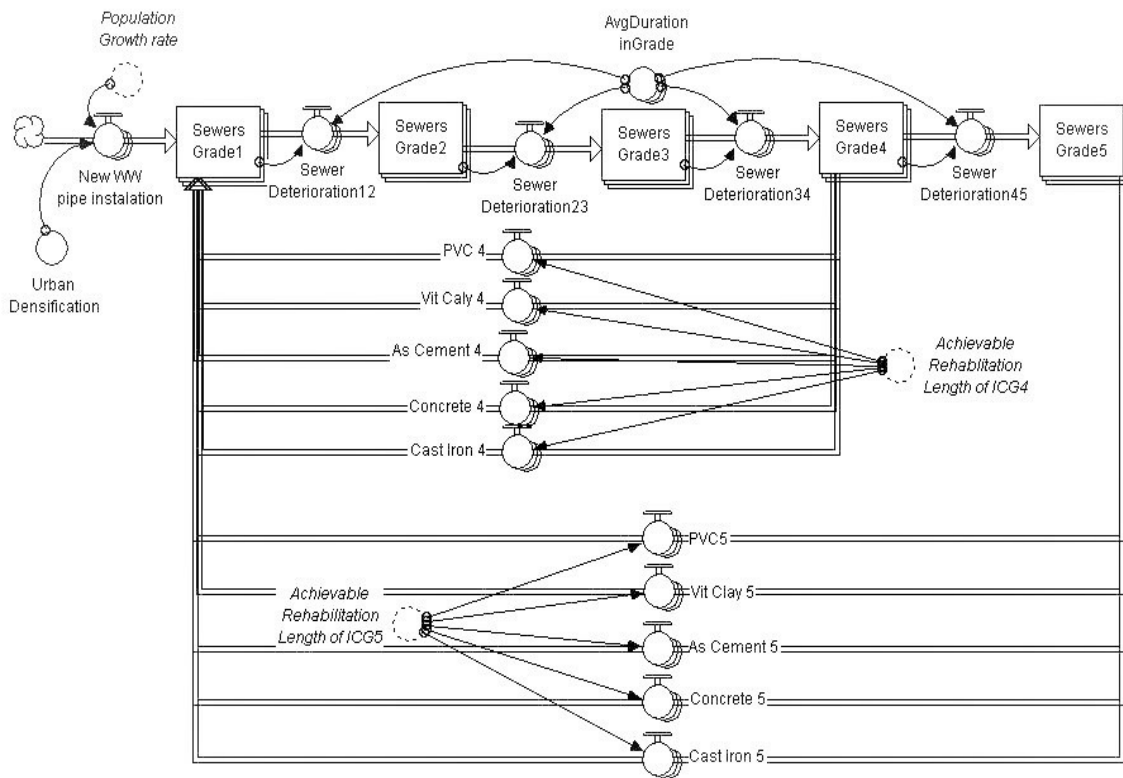 Population
Growth rate
AvgDuration
inGrade
Sewers
Grade1
Sewers
Grade2
Sewers
Grade3
Sewers
Grade4
Sewers
Grade5
New WW
pipe instalation
Sewer
Deterioration12
Sewer
Deterioration23
Sewer
Deterioration34
Sewer
Deterioration45
Urban
Densification
PVC 4
Vit Caly 4
As Cement 4
Concrete 4
Cast Iron 4
Achievable
Rehablitation
Length of ICG4
PVC5
Vit Clay 5
As Cement 5
Concrete 5
Cast Iron 5
Achievable
Rehabilitation
Length of ICG5